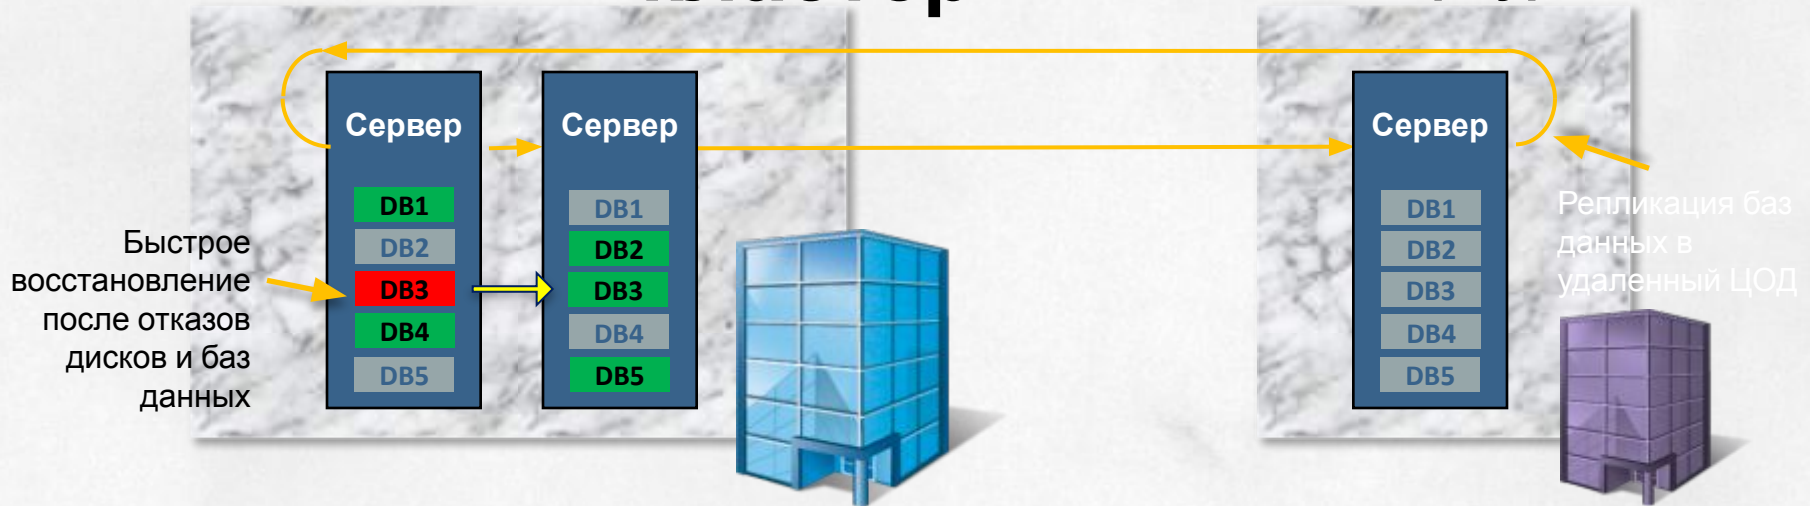 Сервер
DB1
DB2
DB3
DB4
DB5
Сервер
DB1
DB2
DB3
DB4
DB5
Сервер
DB1
DB2
DB3
DB4
DB5
Быстрое
восстановление
после отказов
дисков и баз
данных
Репликация баз
данных в
удаленный ЦОД